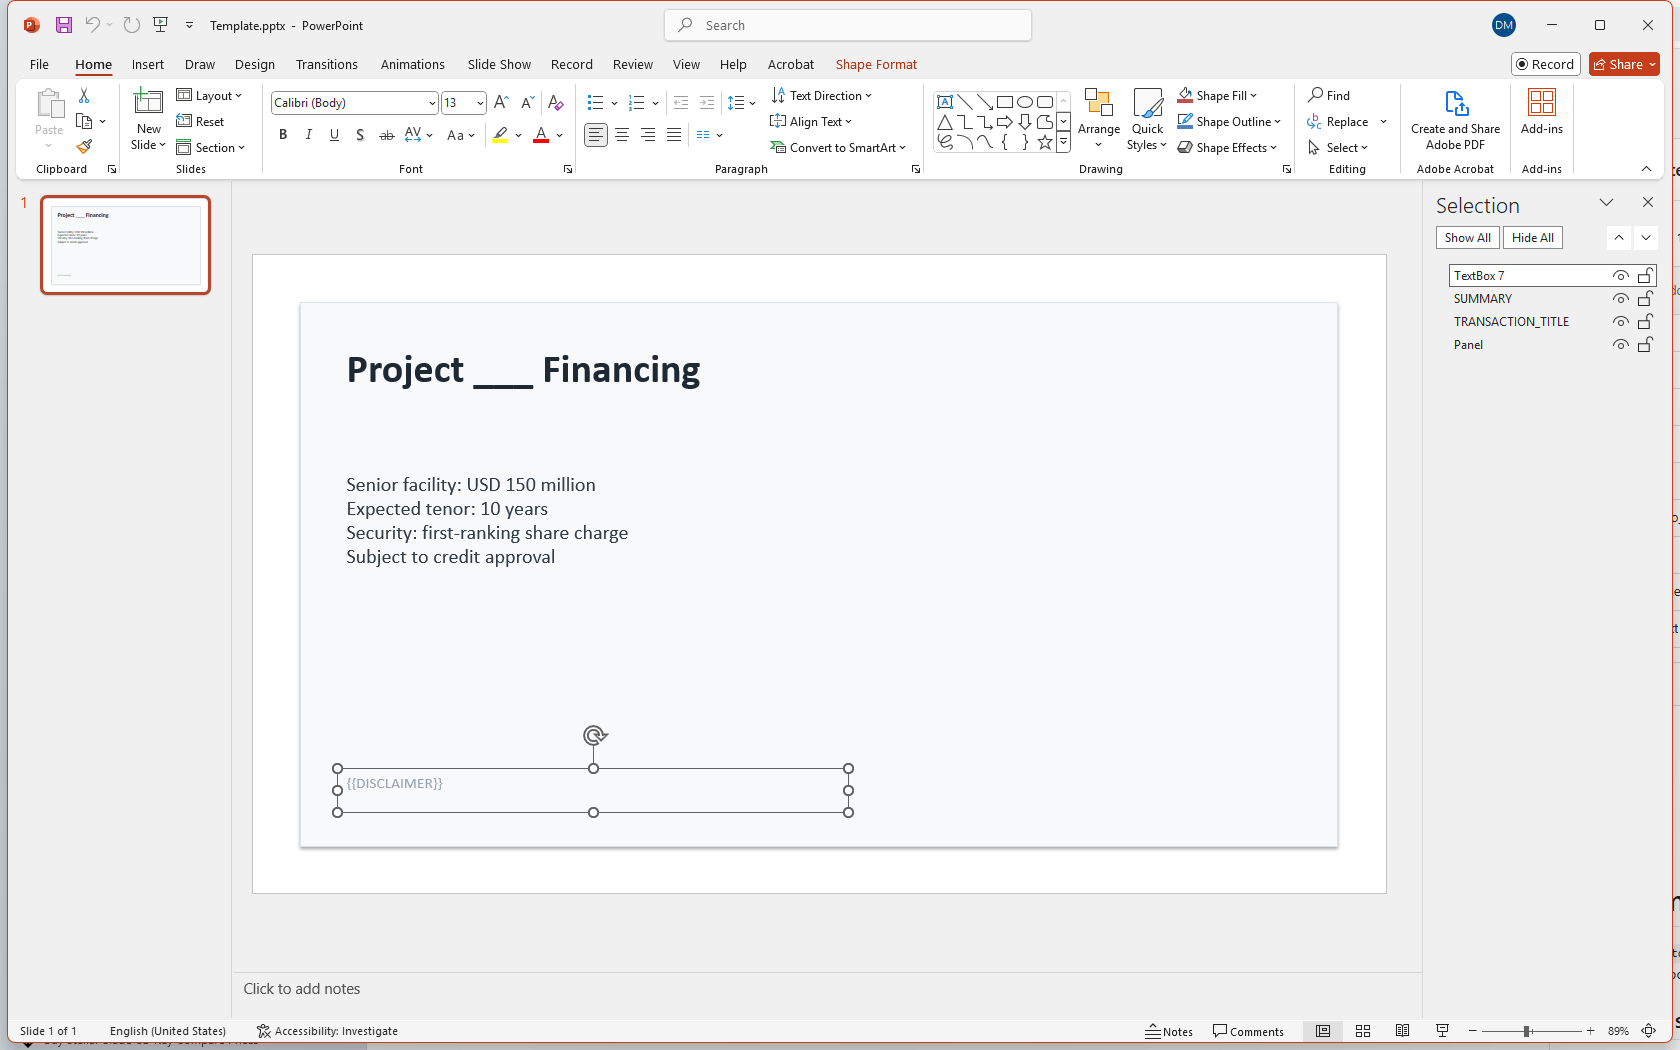 Template.pptx - PowerPoint
Search
DM
File Home Insert Draw Design Transitions Animations Slide Show Record Review View Help Acrobat Shape Format
Record Share
Paste
Clipboard
New Slide
Layout
Reset
Section
Slides
Calibri (Body) 13
B I U S ab AV Aa A
Font
Text Direction
Align Text
Convert to SmartArt
Paragraph
Arrange
Quick Styles
Shape Fill
Shape Outline
Shape Effects
Drawing
Find
Replace
Select
Editing
Create and Share Adobe PDF
Adobe Acrobat
Add-ins
Add-ins
1
Project ___ Financing
Senior facility: USD 150 million
Expected tenor: 10 years
Security: first-ranking share charge
Subject to credit approval
{{DISCLAIMER}}
Selection
Show All Hide All
TextBox 7
SUMMARY
TRANSACTION_TITLE
Panel
Click to add notes
Slide 1 of 1 English (United States) Accessibility: Investigate Notes Comments 89%